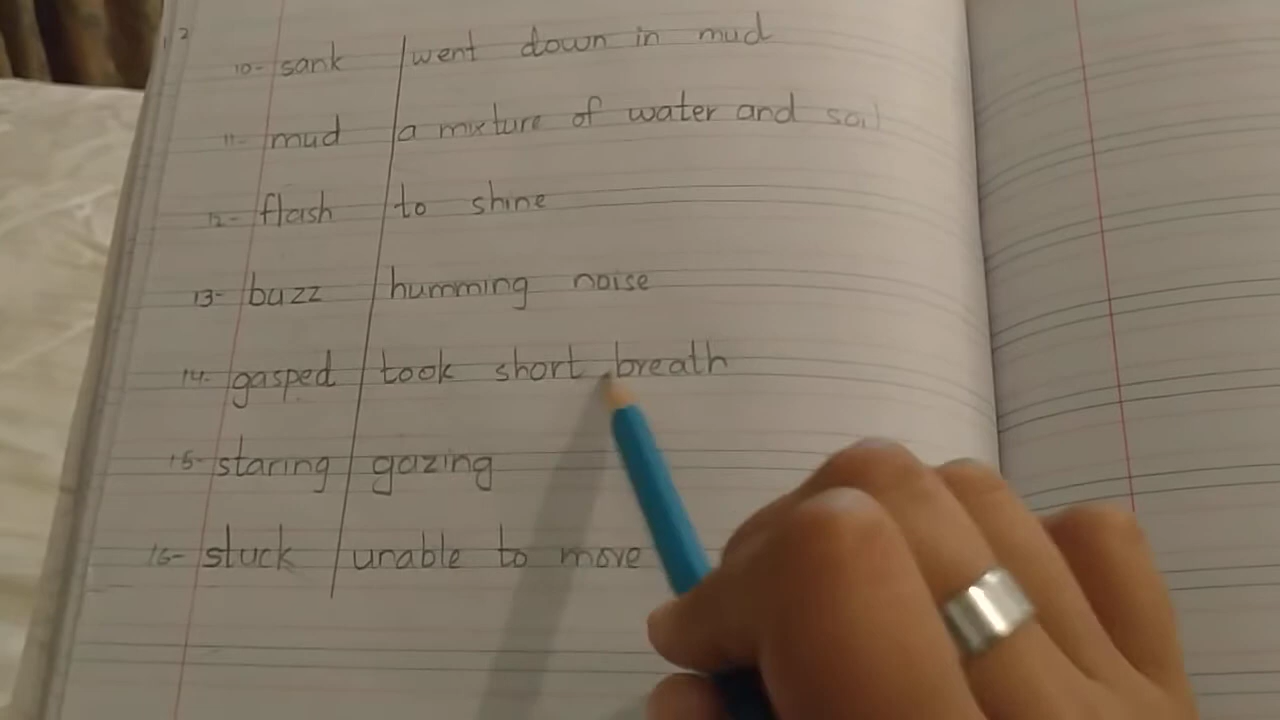 10- sank went down in mud
11- mud a mixture of water and soil
12- flash to shine
13- buzz humming noise
14- gasped took short breath
15- staring gazing
16- stuck unable to move